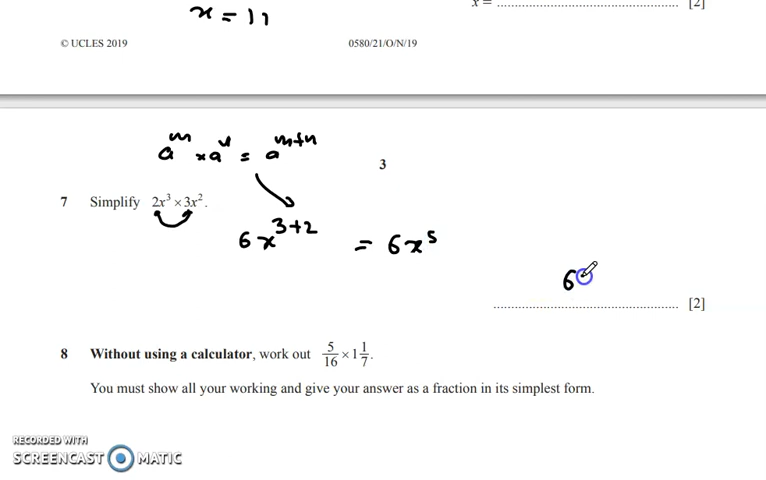 x = 11
x = ........................................................ [2]
© UCLES 2019 0580/21/O/N/19
a^m × a^n = a^{m+n}
3
7 Simplify 2x³ × 3x².
6x^{3+2} = 6x⁵
6
........................................................ [2]
8 Without using a calculator, work out 5/16 × 1 1/7.
You must show all your working and give your answer as a fraction in its simplest form.
RECORDED WITH
SCREENCAST MATIC